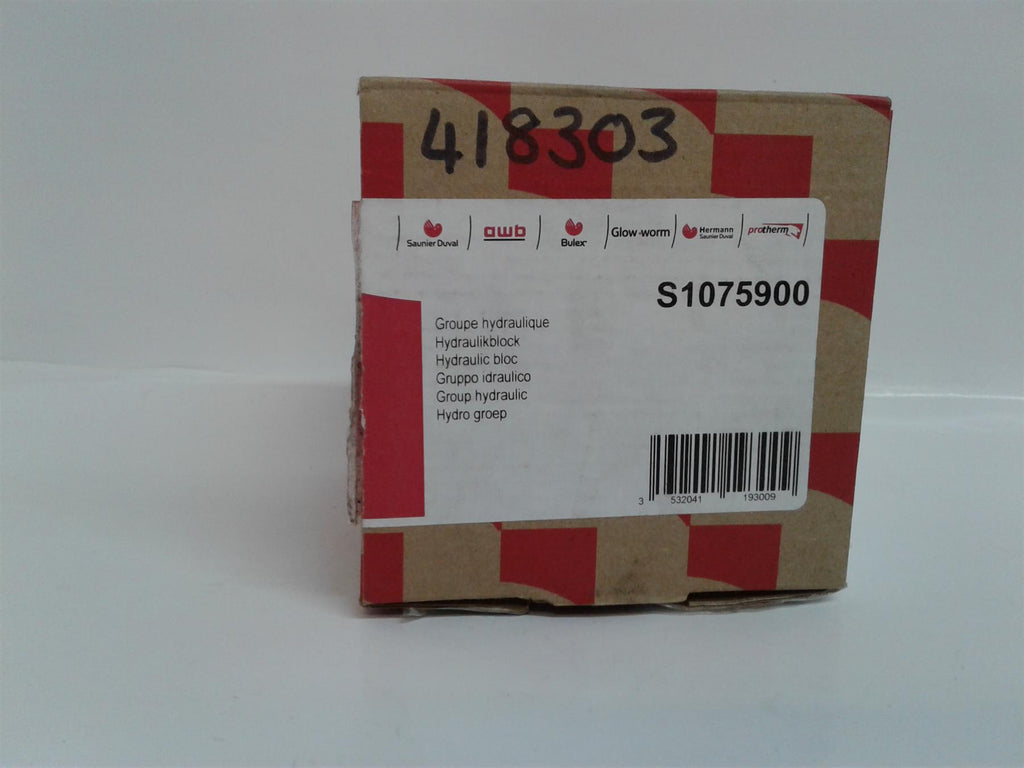 418303
Saunier Duval awb Bulex Glow-worm Hermann Saunier Duval protherm
S1075900
Groupe hydraulique
Hydraulikblock
Hydraulic bloc
Gruppo idraulico
Group hydraulic
Hydro groep
3 532041 193009